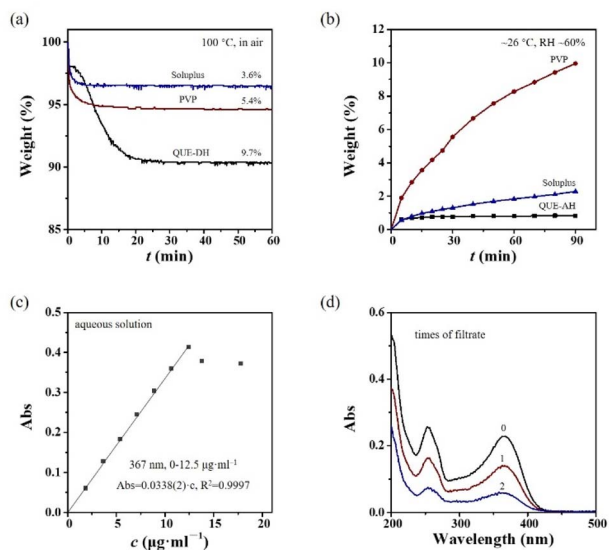 (a)
100 °C, in air
Soluplus 3.6%
PVP 5.4%
QUE-DH 9.7%
100
95
90
85
0 10 20 30 40 50 60
Weight (%)
t (min)
(b)
~26 °C, RH ~60%
PVP
Soluplus
QUE-AH
12
10
8
6
4
2
0
0 30 60 90
Weight (%)
t (min)
(c)
aqueous solution
367 nm, 0-12.5 μg·ml⁻¹
Abs=0.0338(2)·c, R²=0.9997
0.5
0.4
0.3
0.2
0.1
0.0
0 5 10 15 20
Abs
c (μg·ml⁻¹)
(d)
times of filtrate
0
1
2
0.6
0.4
0.2
0.0
200 300 400 500
Abs
Wavelength (nm)